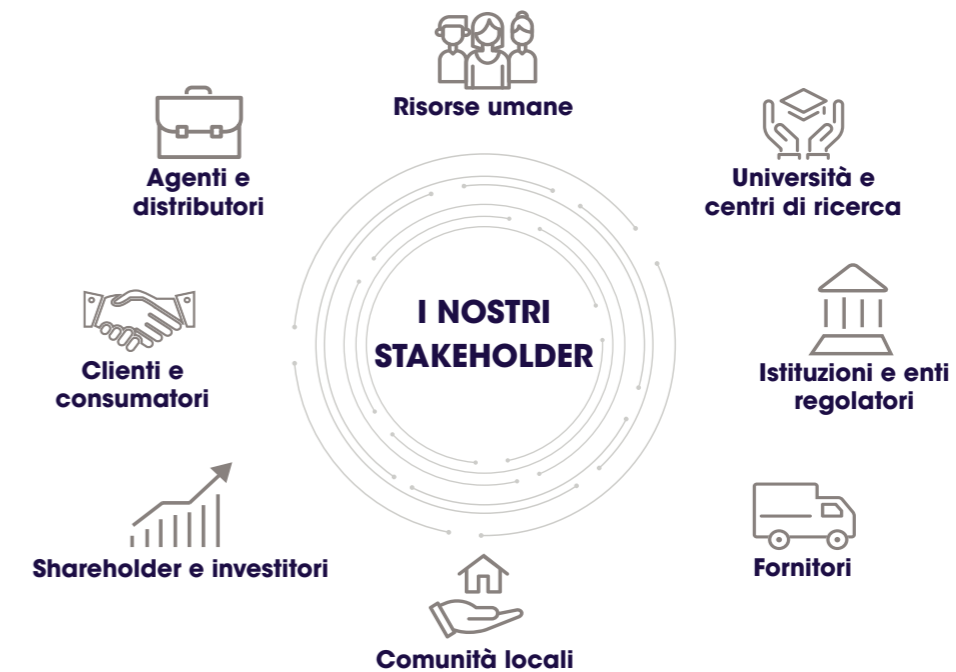 Risorse umane
Agenti e
distributori
Università e
centri di ricerca
I NOSTRI
STAKEHOLDER
Clienti e
consumatori
Istituzioni e enti
regolatori
Shareholder e investitori
Fornitori
Comunità locali